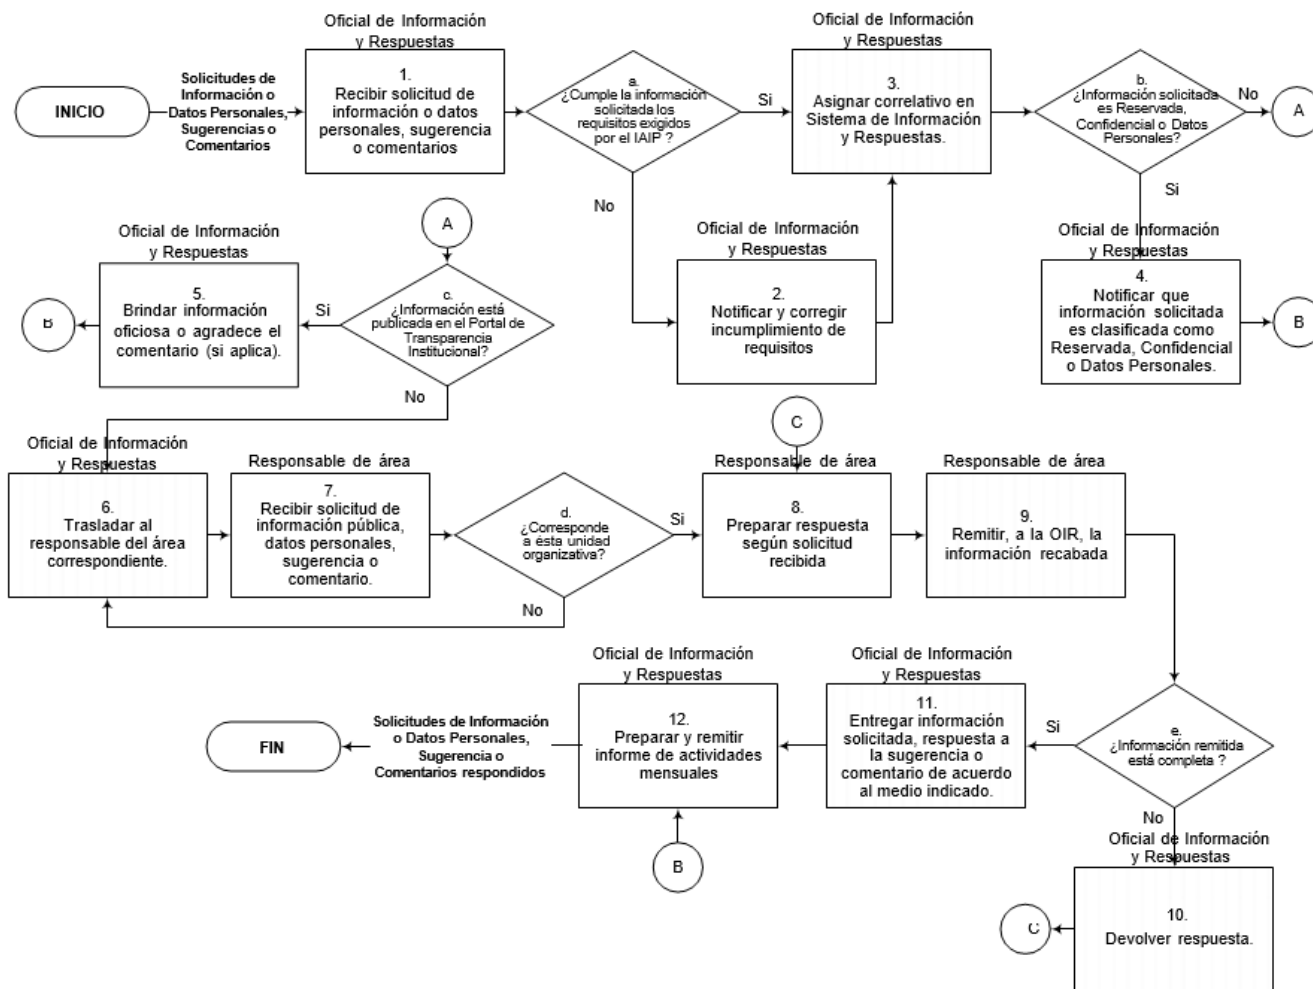 INICIO
Solicitudes de
Información o
Datos Personales,
Sugerencias o
Comentarios
Oficial de Información
y Respuestas
1.
Recibir solicitud de
información o datos
personales, sugerencia
o comentarios
a.
¿Cumple la información
solicitada los
requisitos exigidos
por el IAIP ?
Si
No
Oficial de Información
y Respuestas
3.
Asignar correlativo en
Sistema de Información
y Respuestas.
b.
¿Información solicitada
es Reservada,
Confidencial o Datos
Personales?
No
A
Si
Oficial de Información
y Respuestas
5.
Brindar información
oficiosa o agradece el
comentario (si aplica).
B
Si
A
c.
¿Información está
publicada en el Portal de
Transparencia
Institucional?
No
Oficial de Información
y Respuestas
2.
Notificar y corregir
incumplimiento de
requisitos
Oficial de Información
y Respuestas
4.
Notificar que
información solicitada
es clasificada como
Reservada, Confidencial
o Datos Personales.
B
Oficial de Información
y Respuestas
6.
Trasladar al
responsable del área
correspondiente.
Responsable de área
7.
Recibir solicitud de
información pública,
datos personales,
sugerencia o
comentario.
d.
¿Corresponde
a ésta unidad
organizativa?
Si
No
C
Responsable de área
8.
Preparar respuesta
según solicitud
recibida
Responsable de área
9.
Remitir, a la OIR, la
información recabada
FIN
Solicitudes de Información
o Datos Personales,
Sugerencia o
Comentarios respondidos
Oficial de Información
y Respuestas
12.
Preparar y remitir
informe de actividades
mensuales
B
Oficial de Información
y Respuestas
11.
Entregar información
solicitada, respuesta a
la sugerencia o
comentario de acuerdo
al medio indicado.
Si
e.
¿Información remitida
está completa ?
No
Oficial de Información
y Respuestas
10.
Devolver respuesta.
C